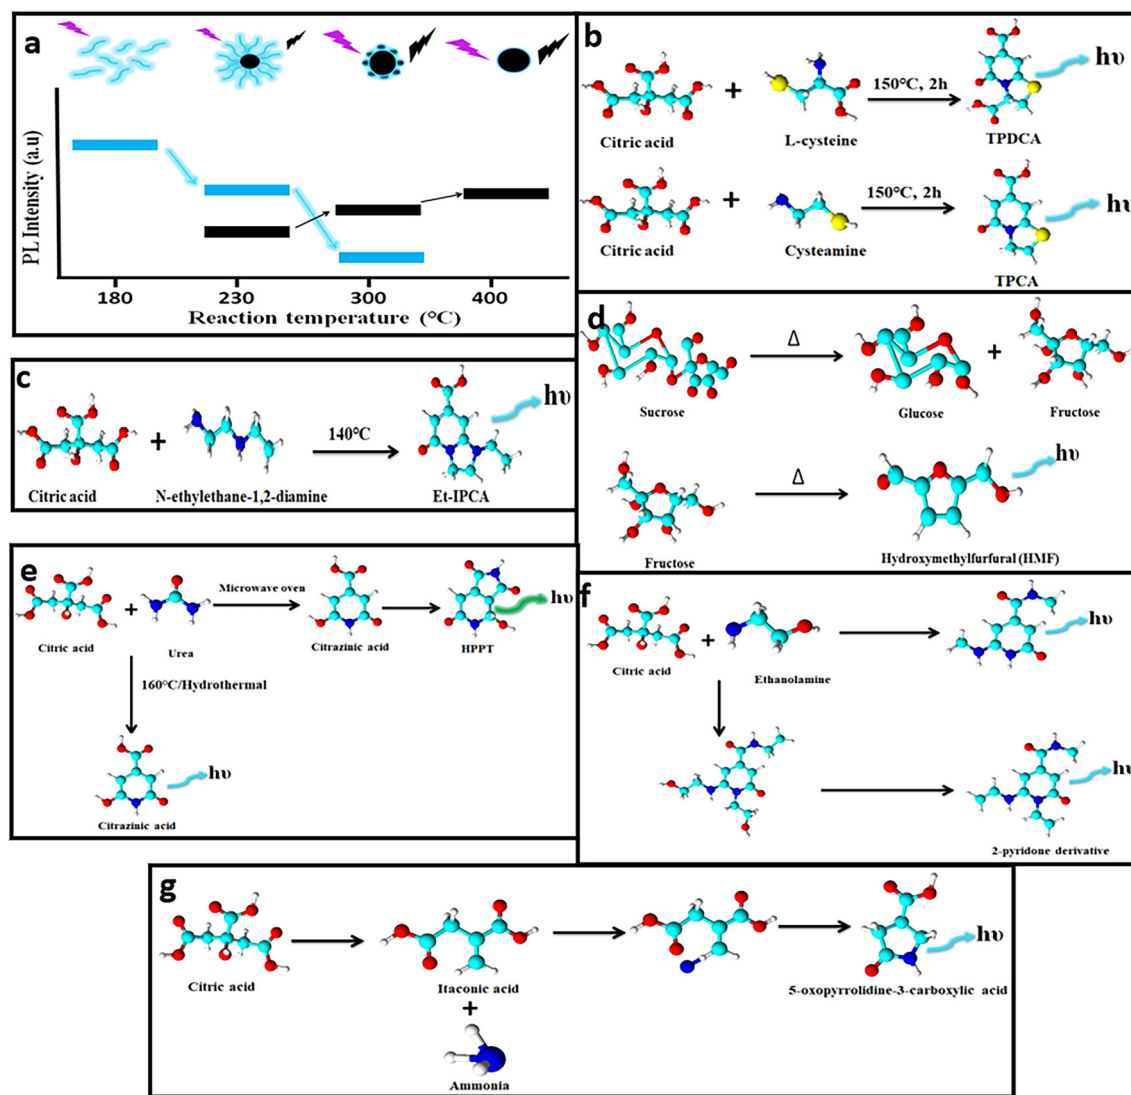 a
PL Intensity (a.u)
180 230 300 400
Reaction temperature (°C)
b
Citric acid + L-cysteine 150°C, 2h TPDCA hυ
Citric acid + Cysteamine 150°C, 2h TPCA hυ
c
Citric acid + N-ethylethane-1,2-diamine 140°C Et-IPCA hυ
d
Sucrose Δ Glucose + Fructose
Fructose Δ Hydroxymethylfurfural (HMF) hυ
e
Citric acid + Urea Microwave oven Citrazinic acid HPPT hυ
160°C/Hydrothermal
Citrazinic acid hυ
f
Citric acid + Ethanolamine hυ
2-pyridone derivative hυ
g
Citric acid Itaconic acid 5-oxopyrrolidine-3-carboxylic acid hυ
+
Ammonia